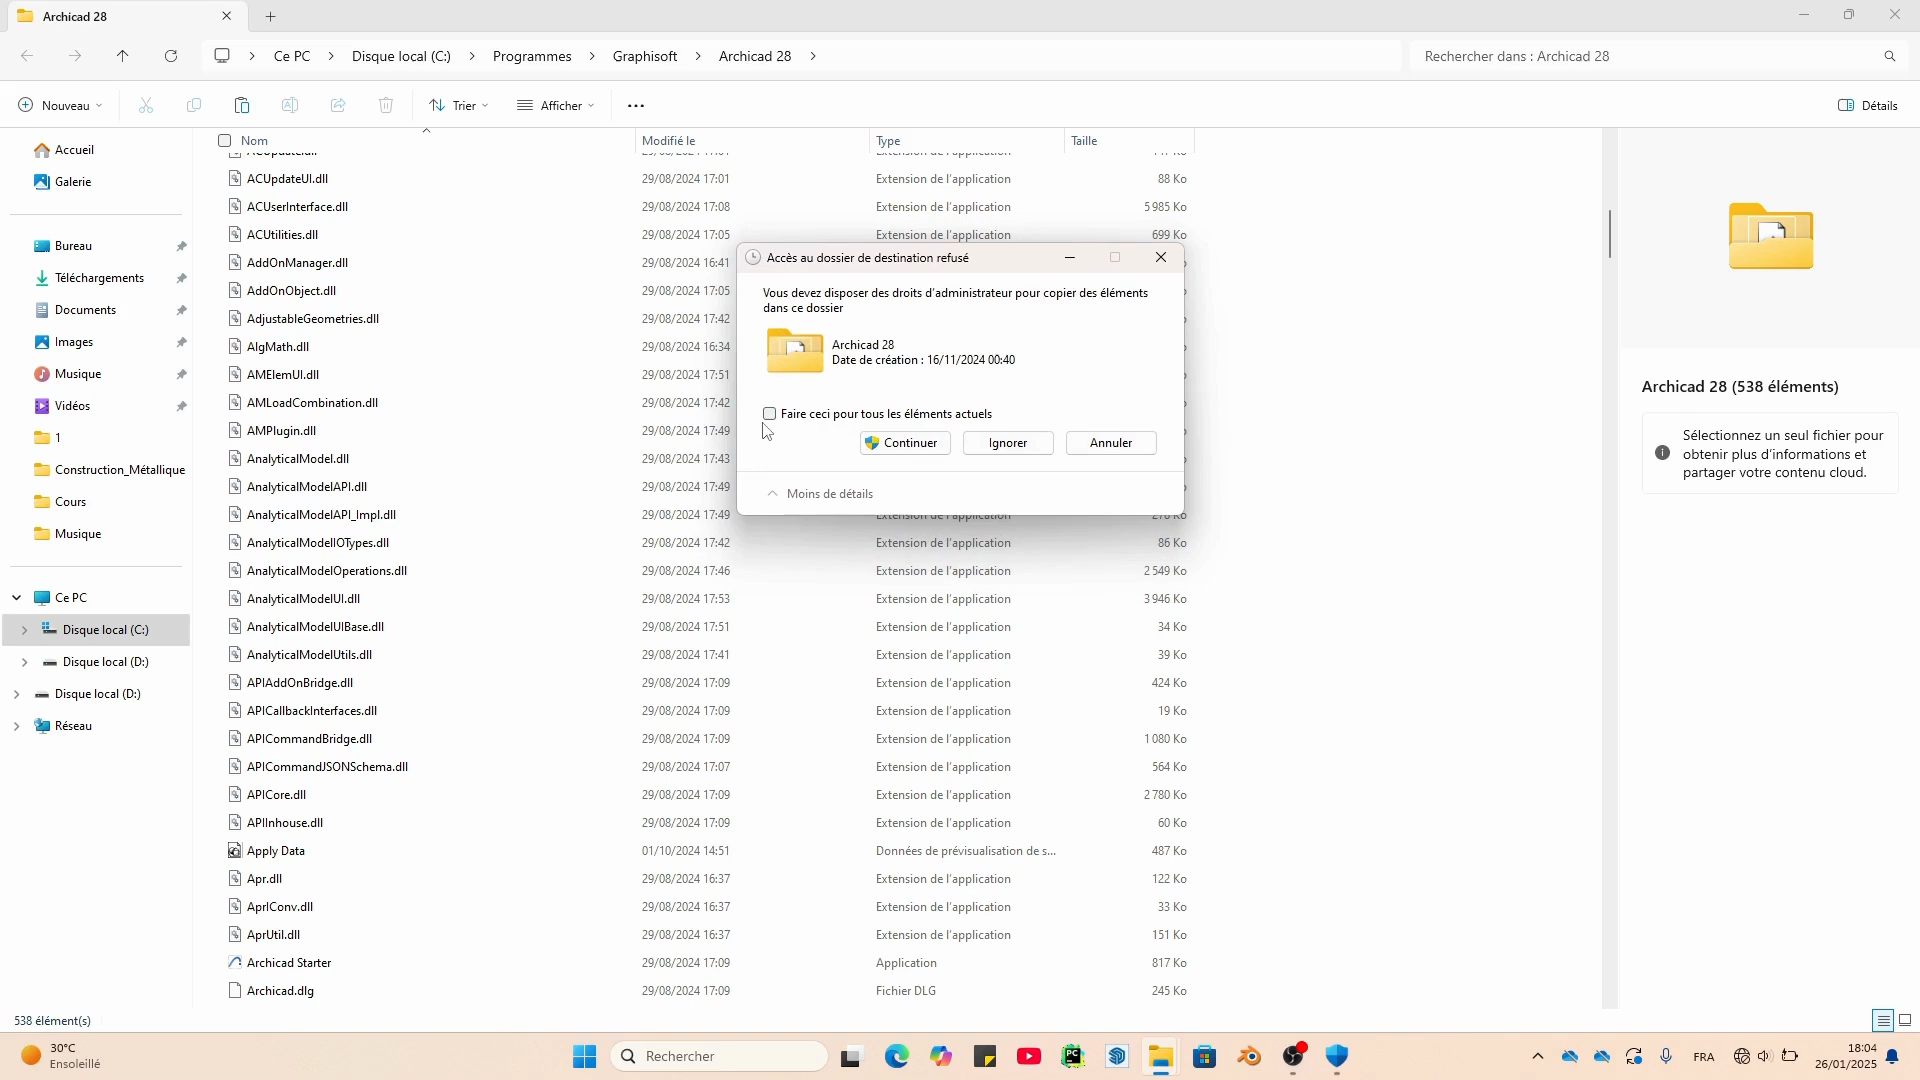 Archicad 28
Ce PC
Disque local (C:)
Programmes
Graphisoft
Archicad 28
Rechercher dans : Archicad 28
Nouveau
Trier
Afficher
Détails
Nom
Modifié le
Type
Taille
ACUpdateUI.dll 29/08/2024 17:01 Extension de l'application 88 Ko
ACUserInterface.dll 29/08/2024 17:08 Extension de l'application 5 985 Ko
ACUtilities.dll 29/08/2024 17:05 Extension de l'application 699 Ko
AddOnManager.dll 29/08/2024 16:41
AddOnObject.dll 29/08/2024 17:05
AdjustableGeometries.dll 29/08/2024 17:42
AlgMath.dll 29/08/2024 16:34
AMElemUI.dll 29/08/2024 17:51
AMLoadCombination.dll 29/08/2024 17:42
AMPlugin.dll 29/08/2024 17:49
AnalyticalModel.dll 29/08/2024 17:43
AnalyticalModelAPI.dll 29/08/2024 17:49
AnalyticalModelAPI_Impl.dll 29/08/2024 17:49
AnalyticalModelIOTypes.dll 29/08/2024 17:42 Extension de l'application 86 Ko
AnalyticalModelOperations.dll 29/08/2024 17:46 Extension de l'application 2 549 Ko
AnalyticalModelUI.dll 29/08/2024 17:53 Extension de l'application 3 946 Ko
AnalyticalModelUIBase.dll 29/08/2024 17:51 Extension de l'application 34 Ko
AnalyticalModelUtils.dll 29/08/2024 17:41 Extension de l'application 39 Ko
APIAddOnBridge.dll 29/08/2024 17:09 Extension de l'application 424 Ko
APICallbackInterfaces.dll 29/08/2024 17:09 Extension de l'application 19 Ko
APICommandBridge.dll 29/08/2024 17:09 Extension de l'application 1 080 Ko
APICommandJSONSchema.dll 29/08/2024 17:07 Extension de l'application 564 Ko
APICore.dll 29/08/2024 17:09 Extension de l'application 2 780 Ko
APIInhouse.dll 29/08/2024 17:09 Extension de l'application 60 Ko
Apply Data 01/10/2024 14:51 Données de prévisualisation de s... 487 Ko
Apr.dll 29/08/2024 16:37 Extension de l'application 122 Ko
AprIConv.dll 29/08/2024 16:37 Extension de l'application 33 Ko
AprUtil.dll 29/08/2024 16:37 Extension de l'application 151 Ko
Archicad Starter 29/08/2024 17:09 Application 817 Ko
Archicad.dlg 29/08/2024 17:09 Fichier DLG 245 Ko
Accueil
Galerie
Bureau
Téléchargements
Documents
Images
Musique
Vidéos
1
Construction_Métallique
Cours
Musique
Ce PC
Disque local (C:)
Disque local (D:)
Disque local (D:)
Réseau
Accès au dossier de destination refusé
Vous devez disposer des droits d'administrateur pour copier des éléments
dans ce dossier
Archicad 28
Date de création : 16/11/2024 00:40
Faire ceci pour tous les éléments actuels
Continuer
Ignorer
Annuler
Moins de détails
Archicad 28 (538 éléments)
Sélectionnez un seul fichier pour
obtenir plus d'informations et
partager votre contenu cloud.
538 élément(s)
30°C
Ensoleillé
Rechercher
PC
FRA
18:04
26/01/2025